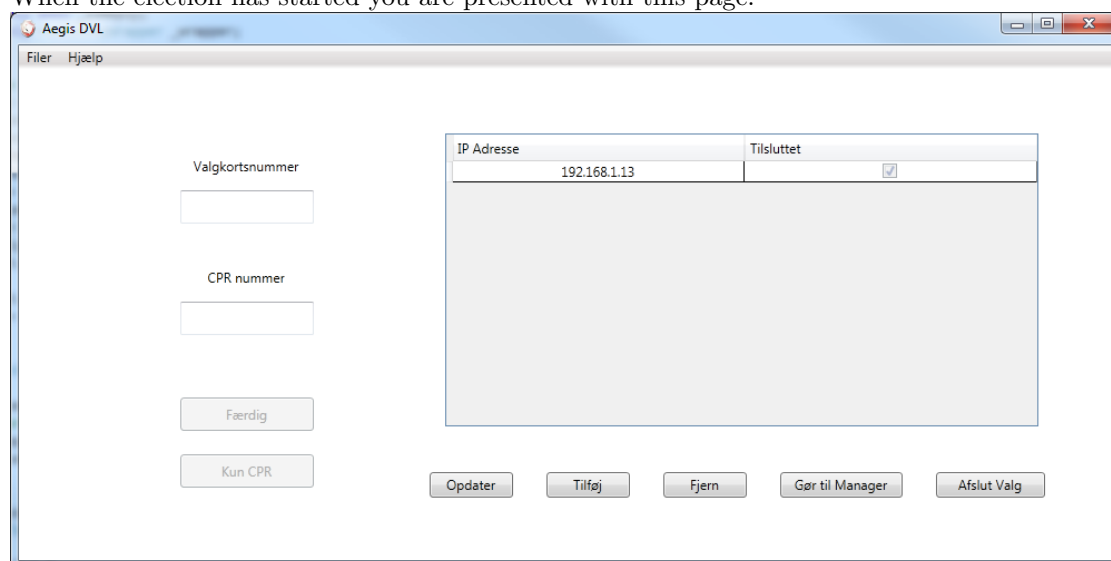 When the election has started you are presented with this page.
Aegis DVL
Filer Hjælp
Valgkortsnummer
CPR nummer
Færdig
Kun CPR
IP Adresse Tilsluttet
192.168.1.13
Opdater Tilføj Fjern Gør til Manager Afslut Valg